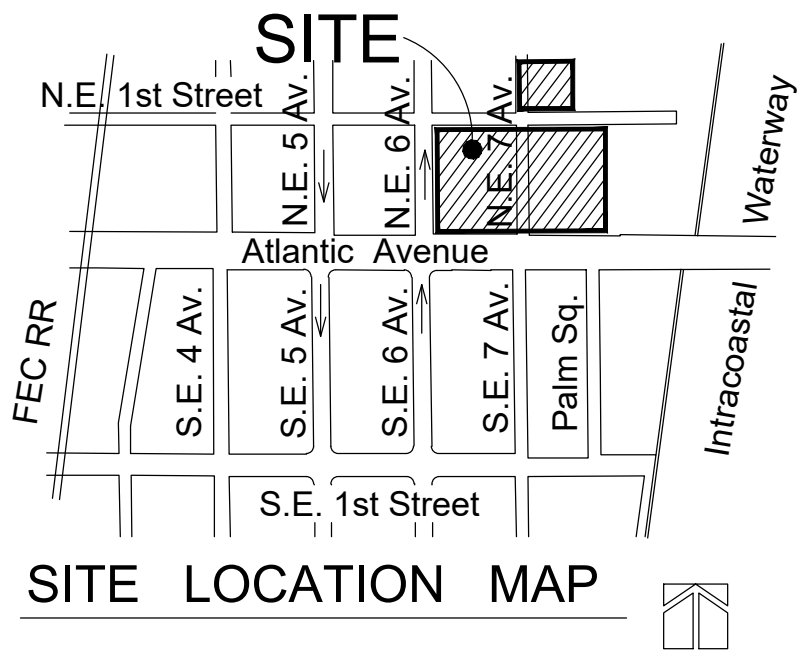 SITE
N.E. 1st Street
N.E. 5 Av.
N.E. 6 Av.
N.E. 7 Av.
Waterway
Atlantic Avenue
FEC RR
S.E. 4 Av.
S.E. 5 Av.
S.E. 6 Av.
S.E. 7 Av.
Palm Sq.
Intracoastal
S.E. 1st Street
SITE LOCATION MAP